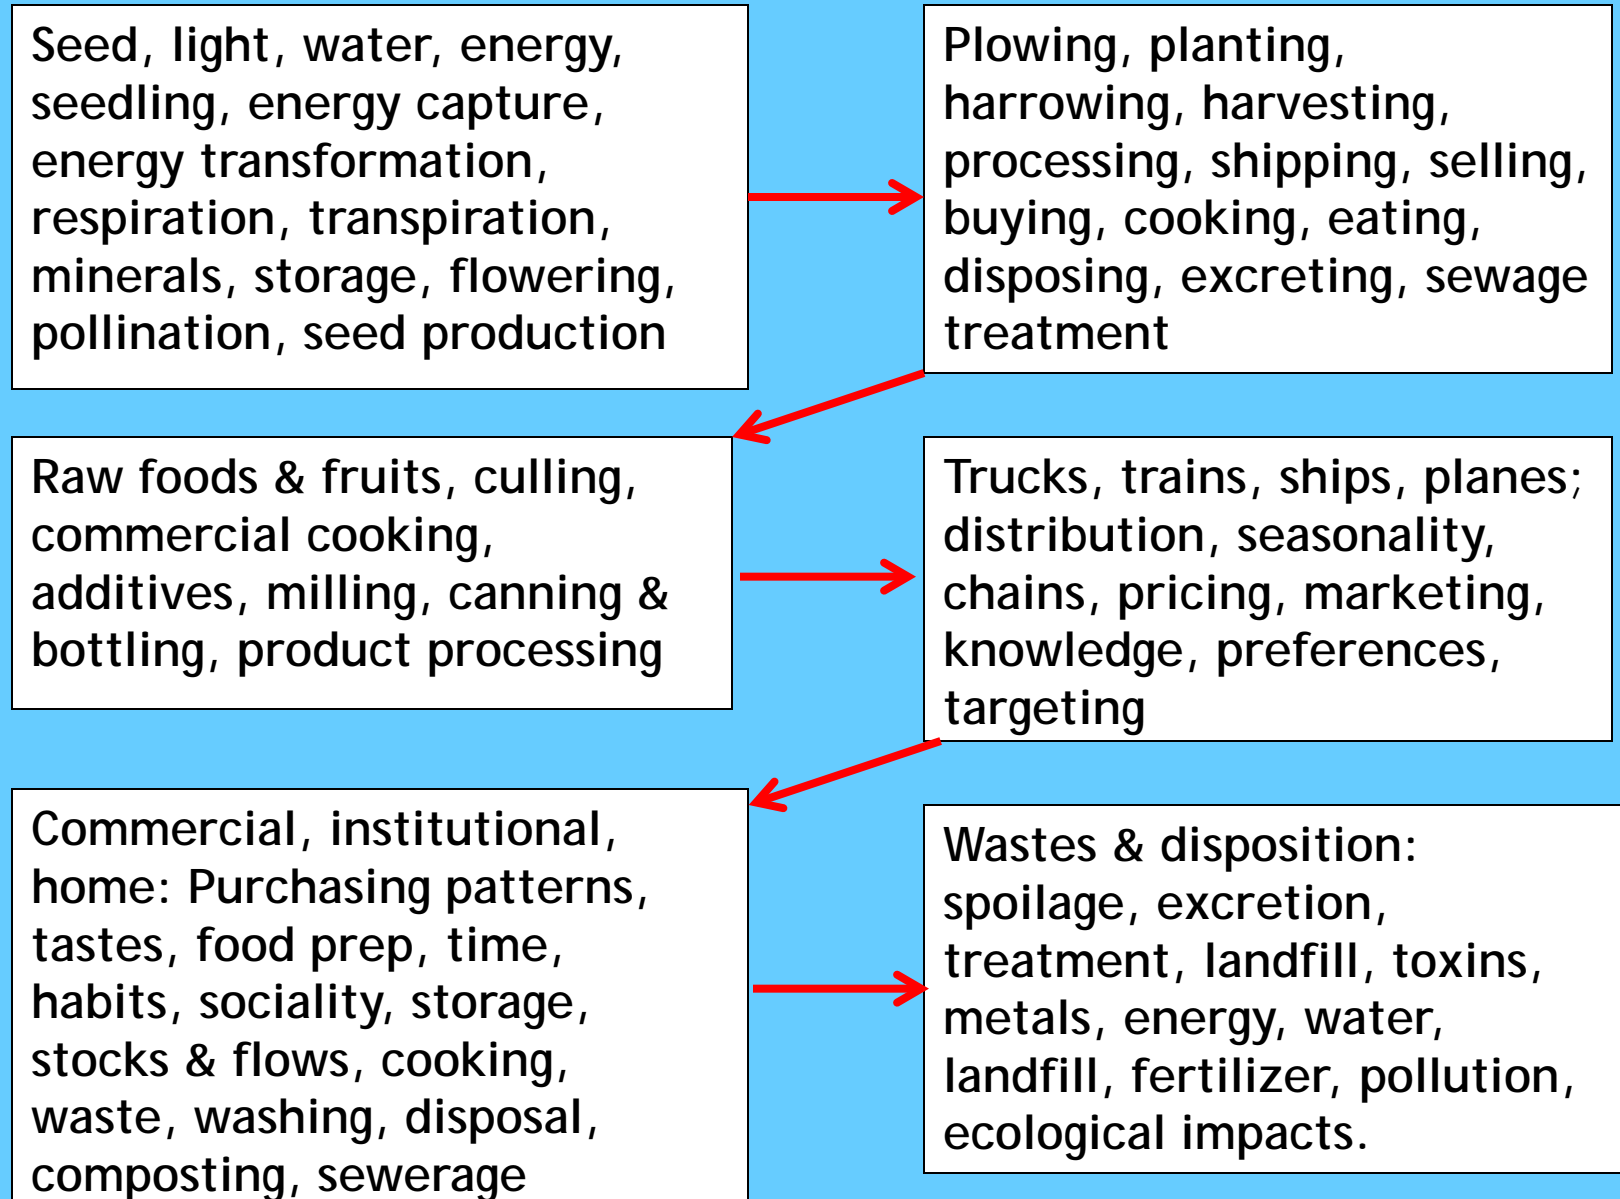 Seed, light, water, energy,
seedling, energy capture,
energy transformation,
respiration, transpiration,
minerals, storage, flowering,
pollination, seed production
Plowing, planting,
harrowing, harvesting,
processing, shipping, selling,
buying, cooking, eating,
disposing, excreting, sewage
treatment
Raw foods & fruits, culling,
commercial cooking,
additives, milling, canning &
bottling, product processing
Trucks, trains, ships, planes;
distribution, seasonality,
chains, pricing, marketing,
knowledge, preferences,
targeting
Commercial, institutional,
home: Purchasing patterns,
tastes, food prep, time,
habits, sociality, storage,
stocks & flows, cooking,
waste, washing, disposal,
composting, sewerage
Wastes & disposition:
spoilage, excretion,
treatment, landfill, toxins,
metals, energy, water,
landfill, fertilizer, pollution,
ecological impacts.